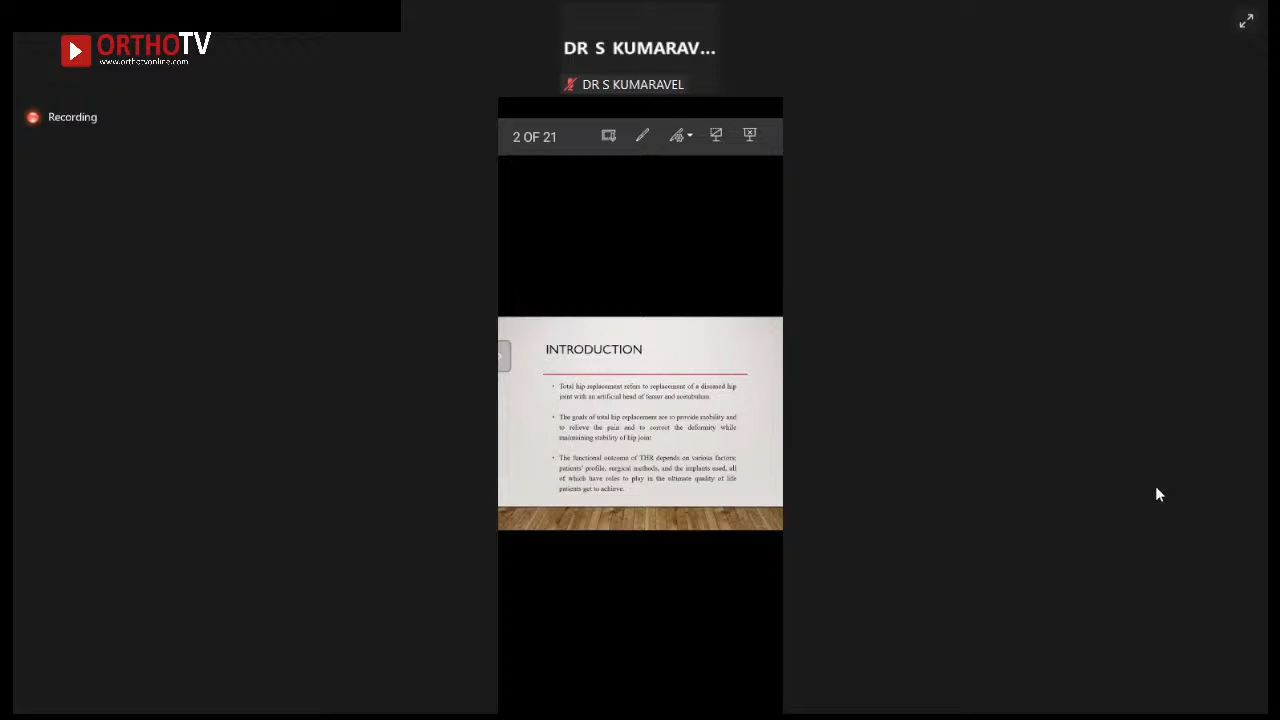 ORTHOTV
www.orthotvonline.com
DR S KUMARAV...
DR S KUMARAVEL
Recording
2 OF 21
INTRODUCTION
• Total hip replacement refers to replacement of a diseased hip
joint with an artificial head of femur and acetabulum.
• The goals of total hip replacement are to provide mobility and
to relieve the pain and to correct the deformity while
maintaining stability of hip joint
• The functional outcome of THR depends on various factors;
patients' profile, surgical methods, and the implants used, all
of which have roles to play in the ultimate quality of life
patients get to achieve.